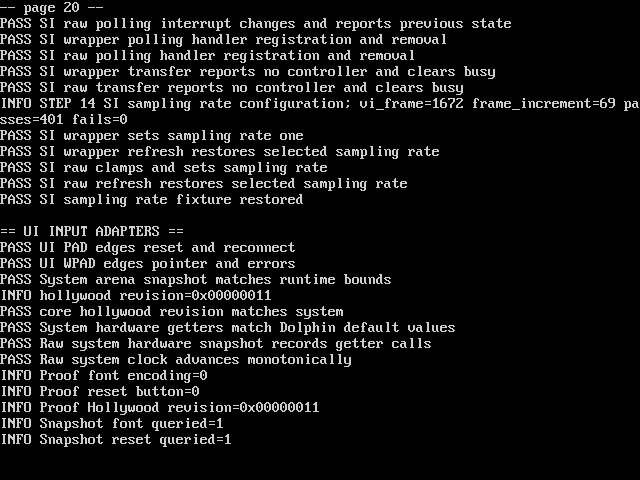 -- page 20 --
PASS SI raw polling interrupt changes and reports previous state
PASS SI wrapper polling handler registration and removal
PASS SI raw polling handler registration and removal
PASS SI wrapper transfer reports no controller and clears busy
PASS SI raw transfer reports no controller and clears busy
INFO STEP 14 SI sampling rate configuration; vi_frame=1672 frame_increment=69 pa
sses=401 fails=0
PASS SI wrapper sets sampling rate one
PASS SI wrapper refresh restores selected sampling rate
PASS SI raw clamps and sets sampling rate
PASS SI raw refresh restores selected sampling rate
PASS SI sampling rate fixture restored
== UI INPUT ADAPTERS ==
PASS UI PAD edges reset and reconnect
PASS UI WPAD edges pointer and errors
PASS System arena snapshot matches runtime bounds
INFO hollywood revision=0x00000011
PASS core hollywood revision matches system
PASS System hardware getters match Dolphin default values
PASS Raw system hardware snapshot records getter calls
PASS Raw system clock advances monotonically
INFO Proof font encoding=0
INFO Proof reset button=0
INFO Proof Hollywood revision=0x00000011
INFO Snapshot font queried=1
INFO Snapshot reset queried=1